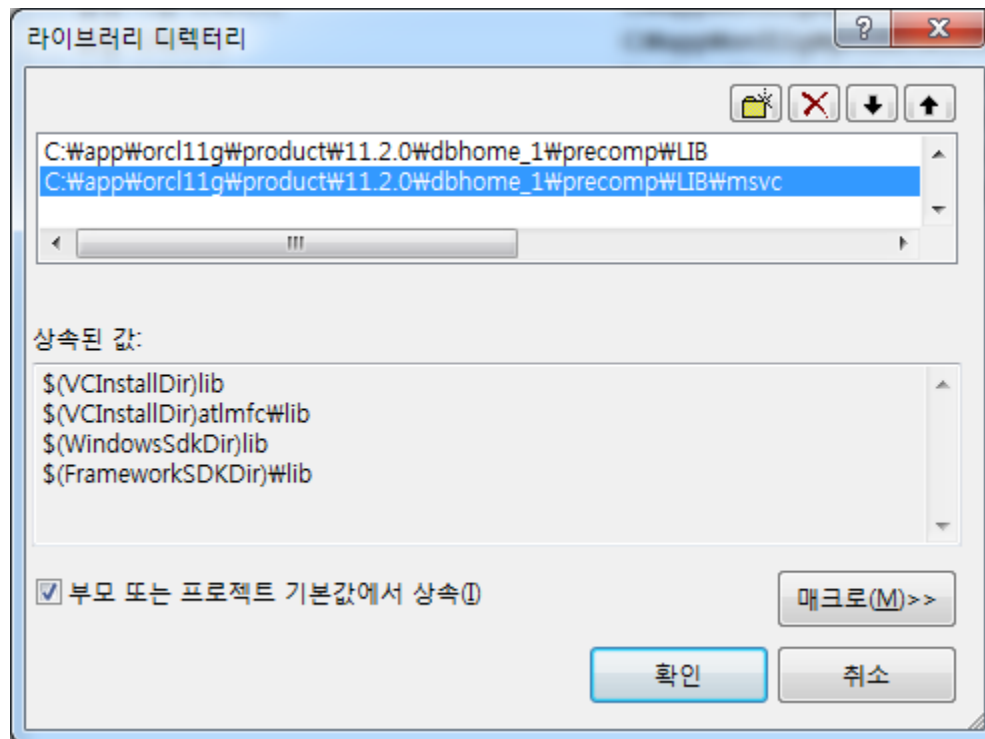 라이브러리 디렉터리
C:₩app₩orcl11g₩product₩11.2.0₩dbhome_1₩precomp₩LIB
C:₩app₩orcl11g₩product₩11.2.0₩dbhome_1₩precomp₩LIB₩msvc
상속된 값:
$(VCInstallDir)lib
$(VCInstallDir)atlmfc₩lib
$(WindowsSdkDir)lib
$(FrameworkSDKDir)₩lib
부모 또는 프로젝트 기본값에서 상속(I)
매크로(M)>>
확인
취소